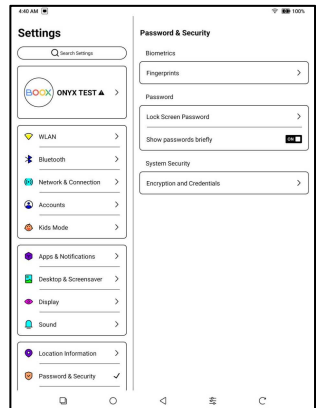 4:40 AM
100%
Settings
Search Settings
BOOX ONYX TEST
WLAN
Bluetooth
Network & Connection
Accounts
Kids Mode
Apps & Notifications
Desktop & Screensaver
Display
Sound
Location Information
Password & Security
Password & Security
Biometrics
Fingerprints
Password
Lock Screen Password
Show passwords briefly
ON
System Security
Encryption and Credentials